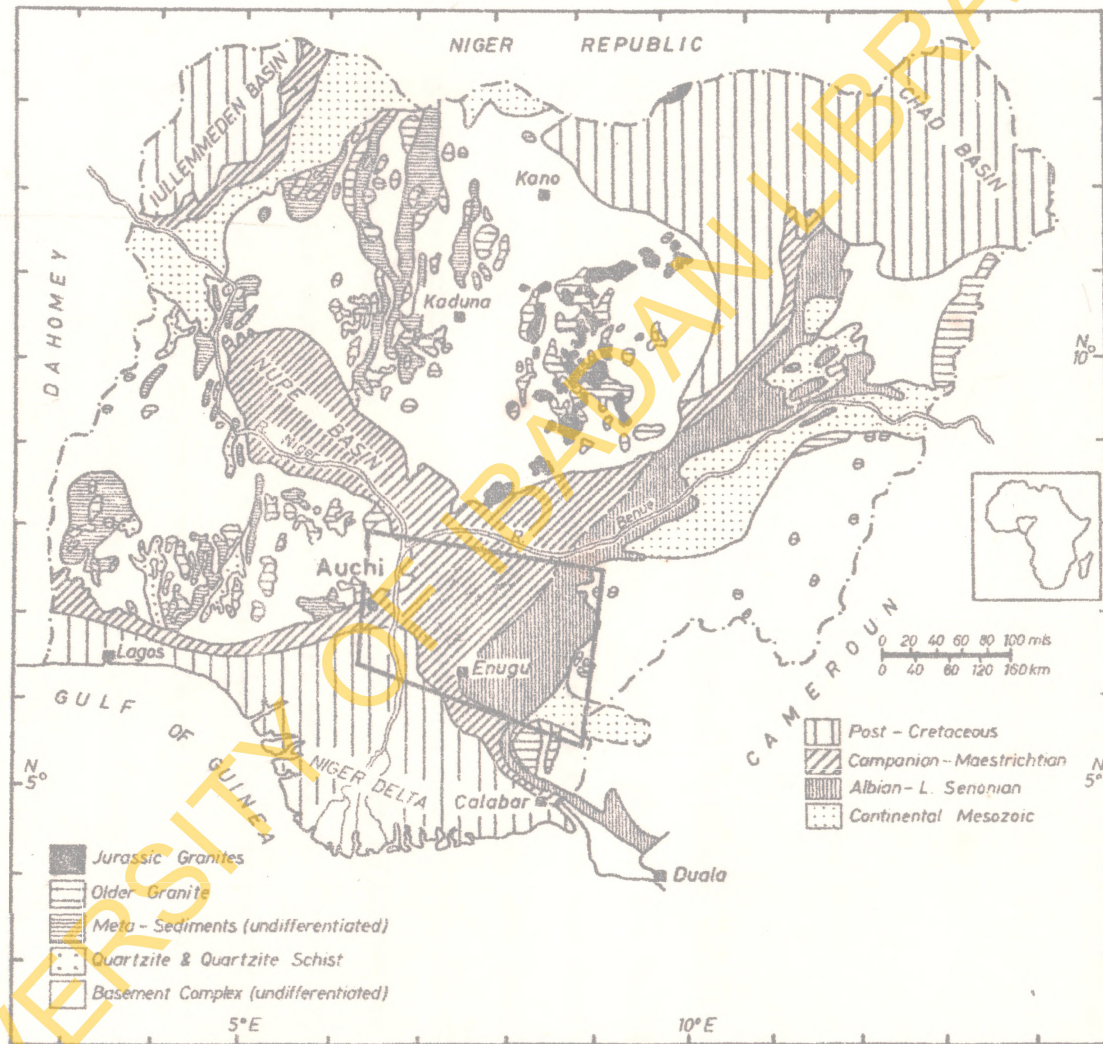 NIGER REPUBLIC
IULLEMMEDEN BASIN
CHAD BASIN
Kano
DAHOMEY
Kaduna
N
10°
NUPE BASIN
R. Niger
R. Benue
Auchi
Lagos
Enugu
0 20 40 60 80 100 mls
0 40 80 120 160km
GULF OF GUINEA
CAMEROUN
Post - Cretaceous
Campanian - Maestrichtian
Albian - L. Senonian
Continental Mesozoic
N
5°
N
5°
NIGER DELTA
Calabar
Duala
Jurassic Granites
Older Granite
Meta - Sediments (undifferentiated)
Quartzite & Quartzite Schist
Basement Complex (undifferentiated)
5° E
10° E
VERSITY OF IBADAN LIBRA